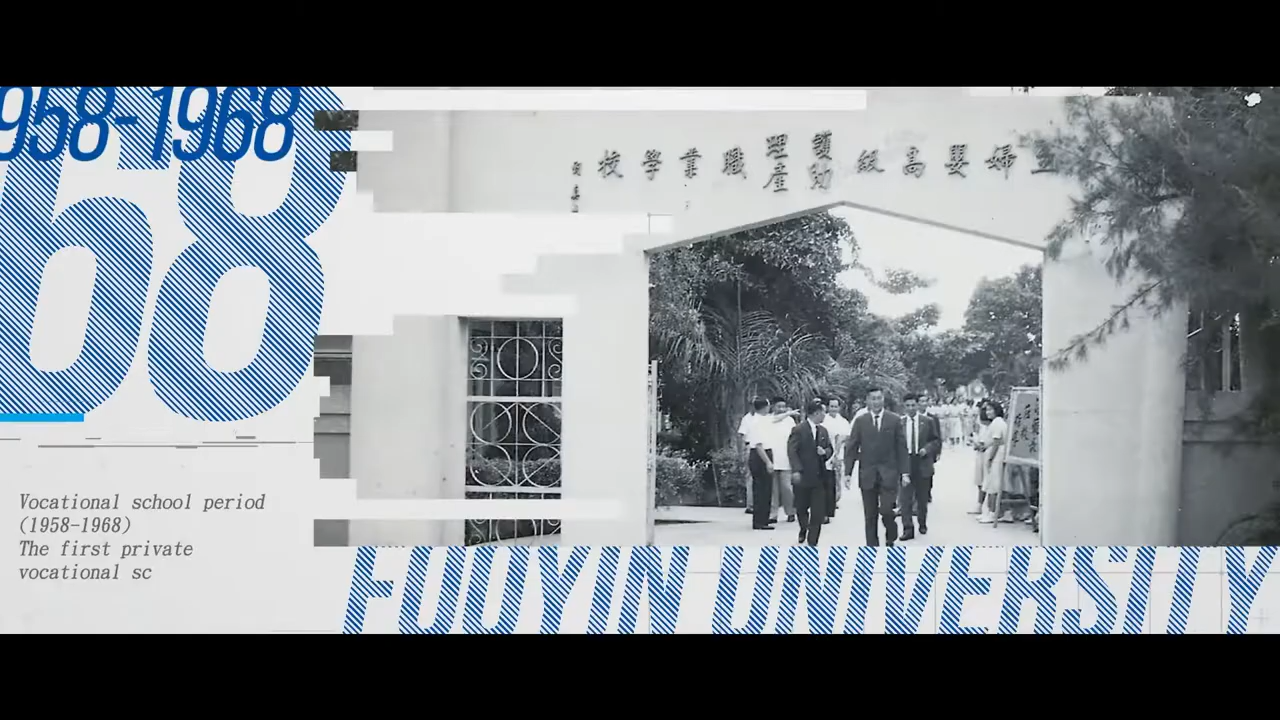 958-1968
68
婦嬰高級護理助產職業學校
Vocational school period
(1958-1968)
The first private
vocational sc
FOOYIN UNIVERSITY